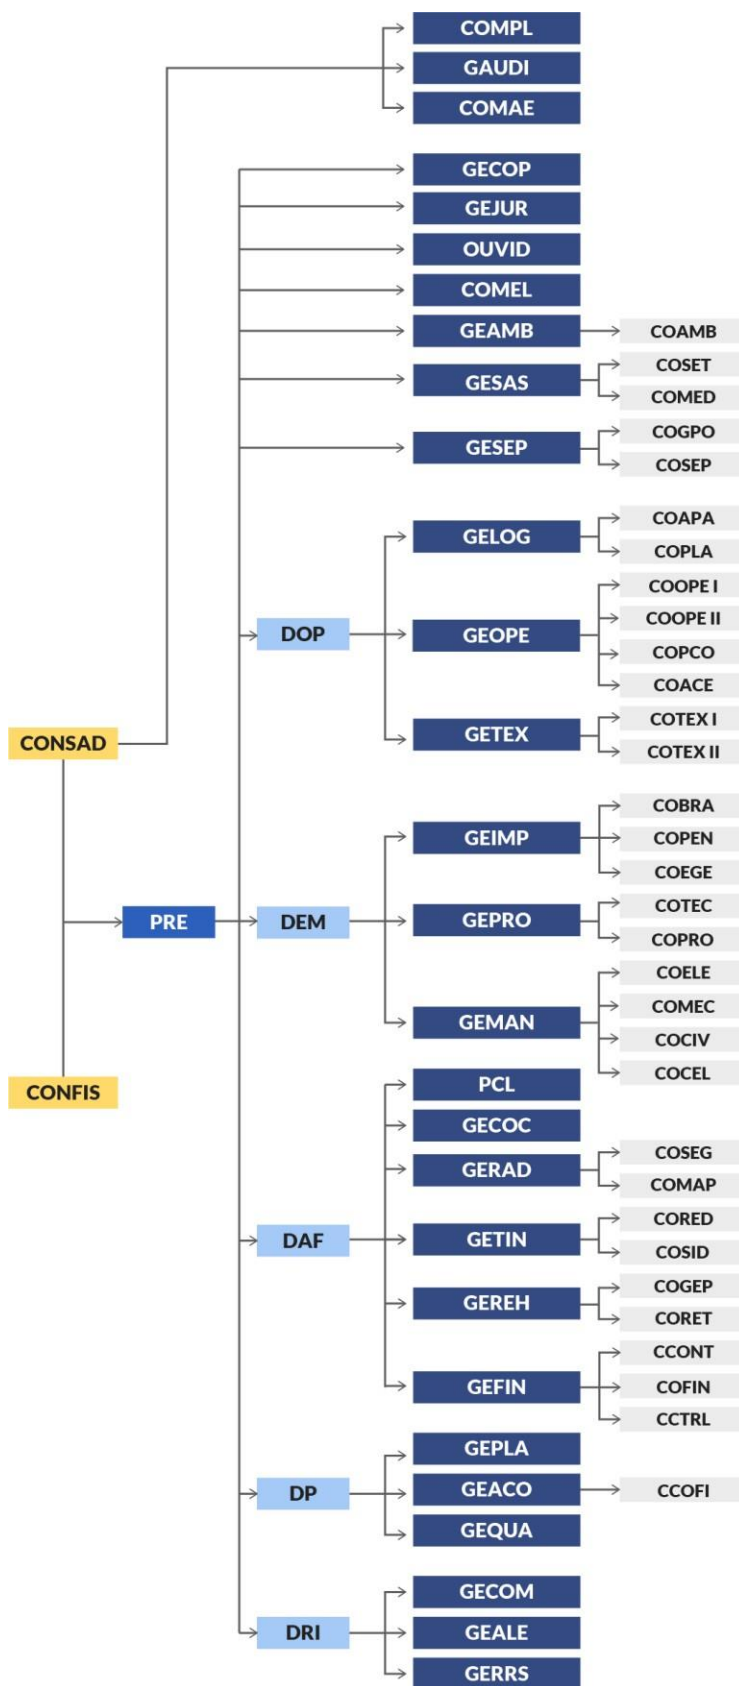 COMPL
GAUDI
COMAE
GECOP
GEJUR
OUVID
COMEL
GEAMB
COAMB
GESAS
COSET
COMED
GESEP
COGPO
COSEP
GELOG
COAPA
COPLA
DOP
GEOPE
COOPE I
COOPE II
COPCO
COACE
GETEX
COTEX I
COTEX II
CONSAD
GEIMP
COBRA
COPEN
COEGE
PRE
DEM
GEPRO
COTEC
COPRO
GEMAN
COELE
COMEC
COCIV
COCEL
CONFIS
PCL
GECOC
GERAD
COSEG
COMAP
DAF
GETIN
CORED
COSID
GEREH
COGEP
CORET
GEFIN
CCONT
COFIN
CCTRL
GEPLA
DP
GEACO
CCOFI
GEQUA
GECOM
DRI
GEALE
GERRS